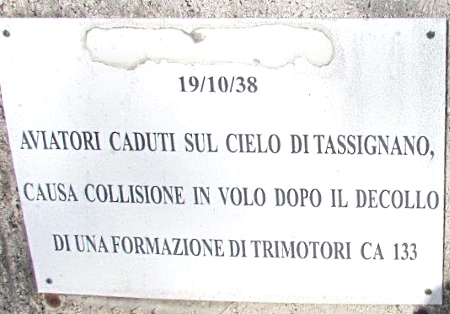 19/10/38
AVIATORI CADUTI SUL CIELO DI TASSIGNANO,
CAUSA COLLISIONE IN VOLO DOPO IL DECOLLO
DI UNA FORMAZIONE DI TRIMOTORI CA 133